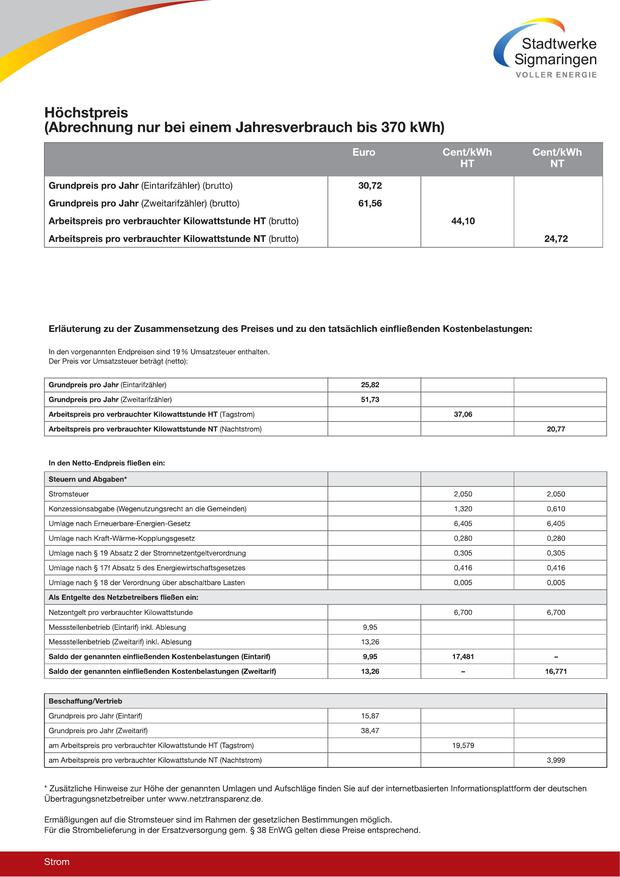 Stadtwerke
Sigmaringen
VOLLER ENERGIE
Höchstpreis
(Abrechnung nur bei einem Jahresverbrauch bis 370 kWh)
Euro Cent/kWh Cent/kWh
HT NT
Grundpreis pro Jahr (Eintarifzähler) (brutto) 30,72
Grundpreis pro Jahr (Zweitarifzähler) (brutto) 61,56
Arbeitspreis pro verbrauchter Kilowattstunde HT (brutto) 44,10
Arbeitspreis pro verbrauchter Kilowattstunde NT (brutto) 24,72
Erläuterung zu der Zusammensetzung des Preises und zu den tatsächlich einfließenden Kostenbelastungen:
In den vorgenannten Endpreisen sind 19% Umsatzsteuer enthalten.
Der Preis vor Umsatzsteuer beträgt (netto):
Grundpreis pro Jahr (Eintarifzähler) 25,82
Grundpreis pro Jahr (Zweitarifzähler) 51,73
Arbeitspreis pro verbrauchter Kilowattstunde HT (Tagstrom) 37,06
Arbeitspreis pro verbrauchter Kilowattstunde NT (Nachtstrom) 20,77
In den Netto-Endpreis fließen ein:
Steuern und Abgaben*
Stromsteuer 2,050 2,050
Konzessionsabgabe (Wegenutzungsrecht an die Gemeinden) 1,320 0,610
Umlage nach Erneuerbare-Energien-Gesetz 6,405 6,405
Umlage nach Kraft-Wärme-Kopplungsgesetz 0,280 0,280
Umlage nach § 19 Absatz 2 der Stromnetzentgeltverordnung 0,305 0,305
Umlage nach § 17f Absatz 5 des Energiewirtschaftsgesetzes 0,416 0,416
Umlage nach § 18 der Verordnung über abschaltbare Lasten 0,005 0,005
Als Entgelte des Netzbetreibers fließen ein:
Netzentgelt pro verbrauchter Kilowattstunde 6,700 6,700
Messstellenbetrieb (Eintarif) inkl. Ablesung 9,95
Messstellenbetrieb (Zweitarif) inkl. Ablesung 13,26
Saldo der genannten einfließenden Kostenbelastungen (Eintarif) 9,95 17,481 –
Saldo der genannten einfließenden Kostenbelastungen (Zweitarif) 13,26 – 16,771
Beschaffung/Vertrieb
Grundpreis pro Jahr (Eintarif) 15,87
Grundpreis pro Jahr (Zweitarif) 38,47
am Arbeitspreis pro verbrauchter Kilowattstunde HT (Tagstrom) 19,579
am Arbeitspreis pro verbrauchter Kilowattstunde NT (Nachtstrom) 3,999
* Zusätzliche Hinweise zur Höhe der genannten Umlagen und Aufschläge finden Sie auf der internetbasierten Informationsplattform der deutschen
Übertragungsnetzbetreiber unter www.netztransparenz.de.
Ermäßigungen auf die Stromsteuer sind im Rahmen der gesetzlichen Bestimmungen möglich.
Für die Strombelieferung in der Ersatzversorgung gem. § 38 EnWG gelten diese Preise entsprechend.
Strom